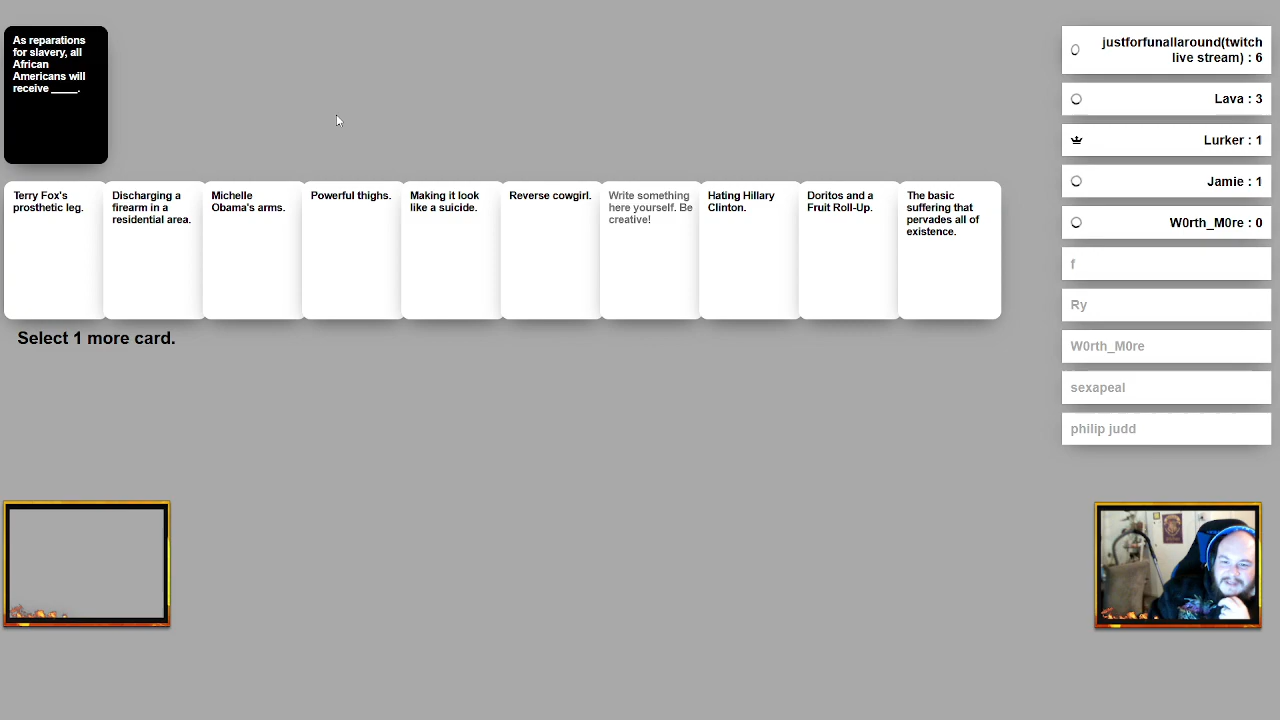 As reparations
for slavery, all
African
Americans will
receive _____.
Terry Fox's
prosthetic leg.
Discharging a
firearm in a
residential area.
Michelle
Obama's arms.
Powerful thighs.
Making it look
like a suicide.
Reverse cowgirl.
Write something
here yourself. Be
creative!
Hating Hillary
Clinton.
Doritos and a
Fruit Roll-Up.
The basic
suffering that
pervades all of
existence.
Select 1 more card.
justforfunallaround(twitch
live stream) : 6
Lava : 3
Lurker : 1
Jamie : 1
W0rth_M0re : 0
f
Ry
W0rth_M0re
sexapeal
philip judd